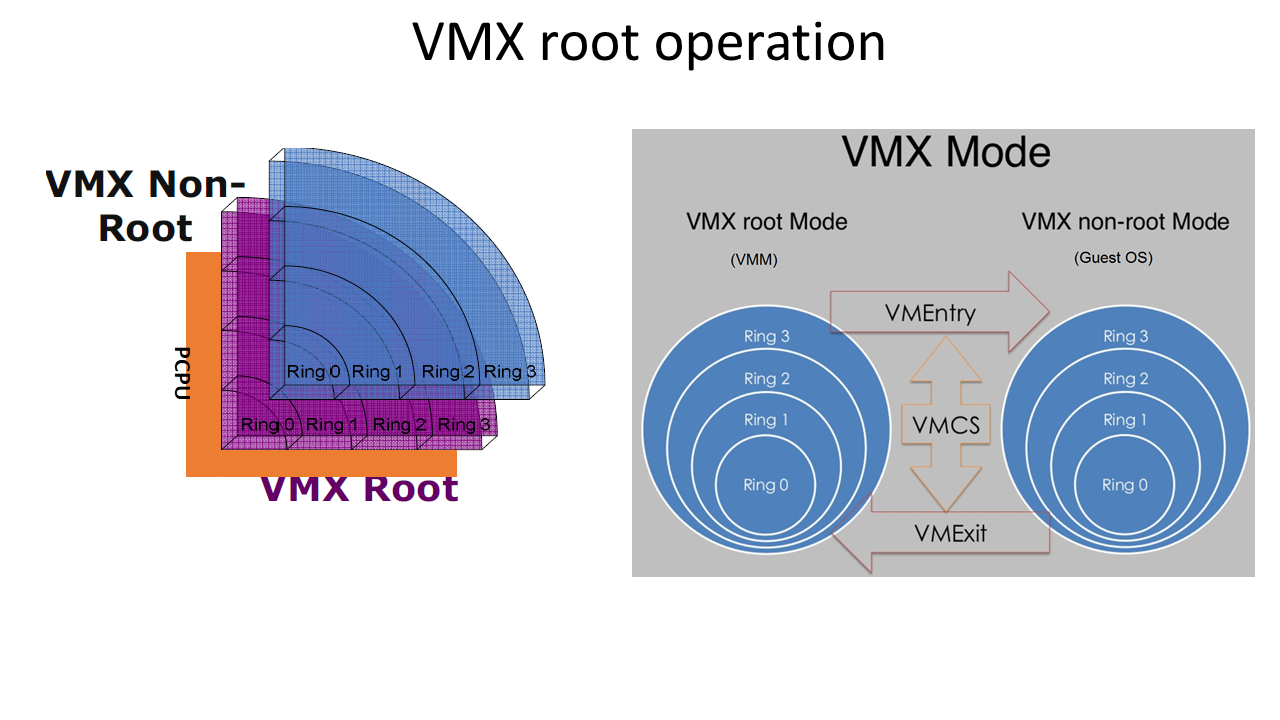 VMX root operation
VMX Non-
Root
PCPU
Ring 0 Ring 1 Ring 2 Ring 3
Ring 0 Ring 1 Ring 2 Ring 3
VMX Root
VMX Mode
VMX root Mode
(VMM)
VMX non-root Mode
(Guest OS)
VMEntry
Ring 3
Ring 2
Ring 1
Ring 0
VMCS
Ring 3
Ring 2
Ring 1
Ring 0
VMExit